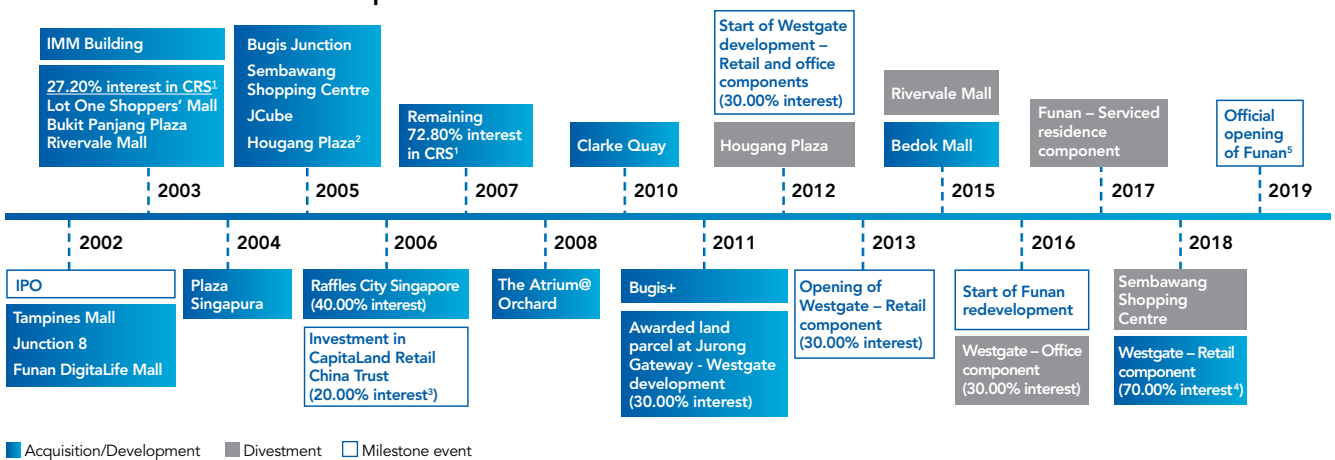 IMM Building
27.20% interest in CRS¹
Lot One Shoppers' Mall
Bukit Panjang Plaza
Rivervale Mall
Bugis Junction
Sembawang
Shopping Centre
JCube
Hougang Plaza²
Remaining
72.80% interest
in CRS¹
Clarke Quay
Start of Westgate
development –
Retail and office
components
(30.00% interest)
Hougang Plaza
Rivervale Mall
Bedok Mall
Funan – Serviced
residence
component
Official
opening
of Funan⁵
2003
2005
2007
2010
2012
2015
2017
2019
2002
2004
2006
2008
2011
2013
2016
2018
IPO
Tampines Mall
Junction 8
Funan DigitaLife Mall
Plaza
Singapura
Raffles City Singapore
(40.00% interest)
Investment in
CapitaLand Retail
China Trust
(20.00% interest³)
The Atrium@
Orchard
Bugis+
Awarded land
parcel at Jurong
Gateway - Westgate
development
(30.00% interest)
Opening of
Westgate – Retail
component
(30.00% interest)
Start of Funan
redevelopment
Westgate – Office
component
(30.00% interest)
Sembawang
Shopping
Centre
Westgate – Retail
component
(70.00% interest⁴)
Acquisition/Development
Divestment
Milestone event